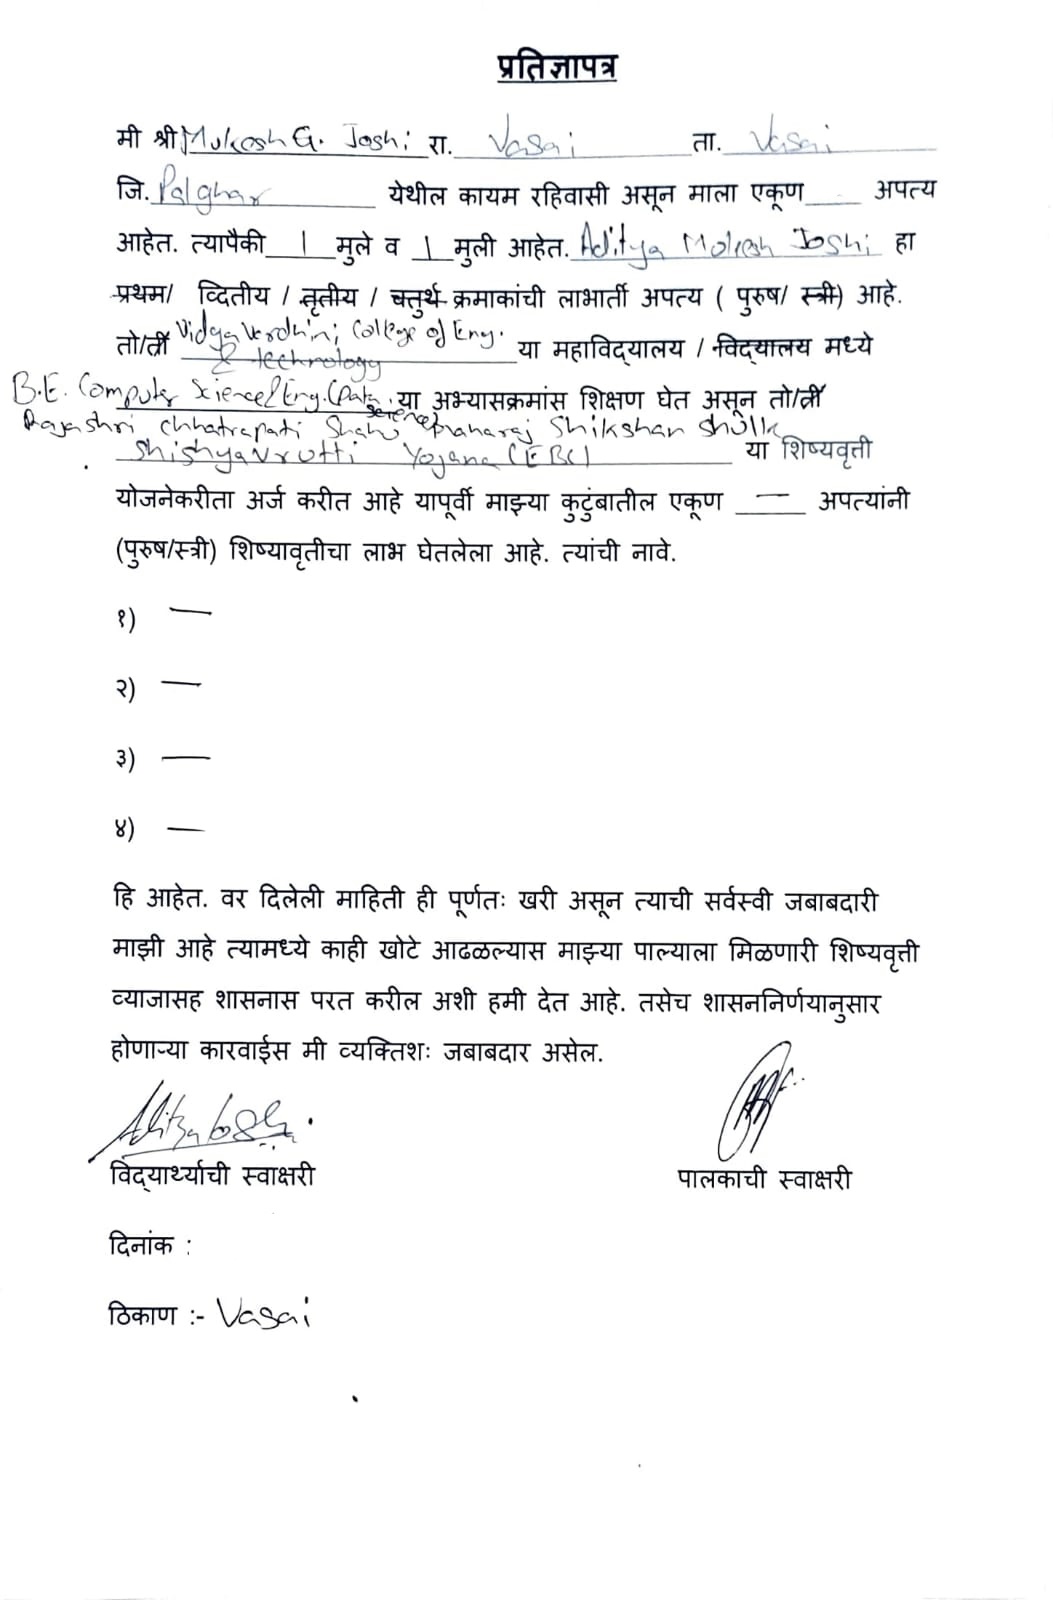 प्रतिज्ञापत्र
मी श्री Mukesh G. Joshi रा. Vasai ता. Vasai
जि. Palghar येथील कायम रहिवासी असून माला एकूण ___ अपत्य
आहेत. त्यापैकी 1 मुले व 1 मुली आहेत. Aditya Mukesh Joshi हा
प्रथम/ व्दितीय / तृतीय / चतुर्थ क्रमाकांची लाभार्ती अपत्य ( पुरुष/ स्त्री) आहे.
तो/ती Vidya Vardhini College of Eng.
& technology या महाविद्यालय / विद्यालय मध्ये
B.E. Computer Science/Eng. (Data Science) या अभ्यासक्रमांस शिक्षण घेत असून तो/ती
Rajashri Chhatrapati Shahu Maharaj Shikshan Shulk
Shishyavrutti Yojana (EBC) या शिष्यवृत्ती
योजनेकरीता अर्ज करीत आहे यापूर्वी माझ्या कुटुंबातील एकूण — अपत्यांनी
(पुरुष/स्त्री) शिष्यावृतीचा लाभ घेतलेला आहे. त्यांची नावे.
१) —
२) —
३) —
४) —
हि आहेत. वर दिलेली माहिती ही पूर्णतः खरी असून त्याची सर्वस्वी जबाबदारी
माझी आहे त्यामध्ये काही खोटे आढळल्यास माझ्या पाल्याला मिळणारी शिष्यवृत्ती
व्याजासह शासनास परत करील अशी हमी देत आहे. तसेच शासननिर्णयानुसार
होणाऱ्या कारवाईस मी व्यक्तिशः जबाबदार असेल.
विद्यार्थ्याची स्वाक्षरी पालकाची स्वाक्षरी
दिनांक :
ठिकाण :- Vasai